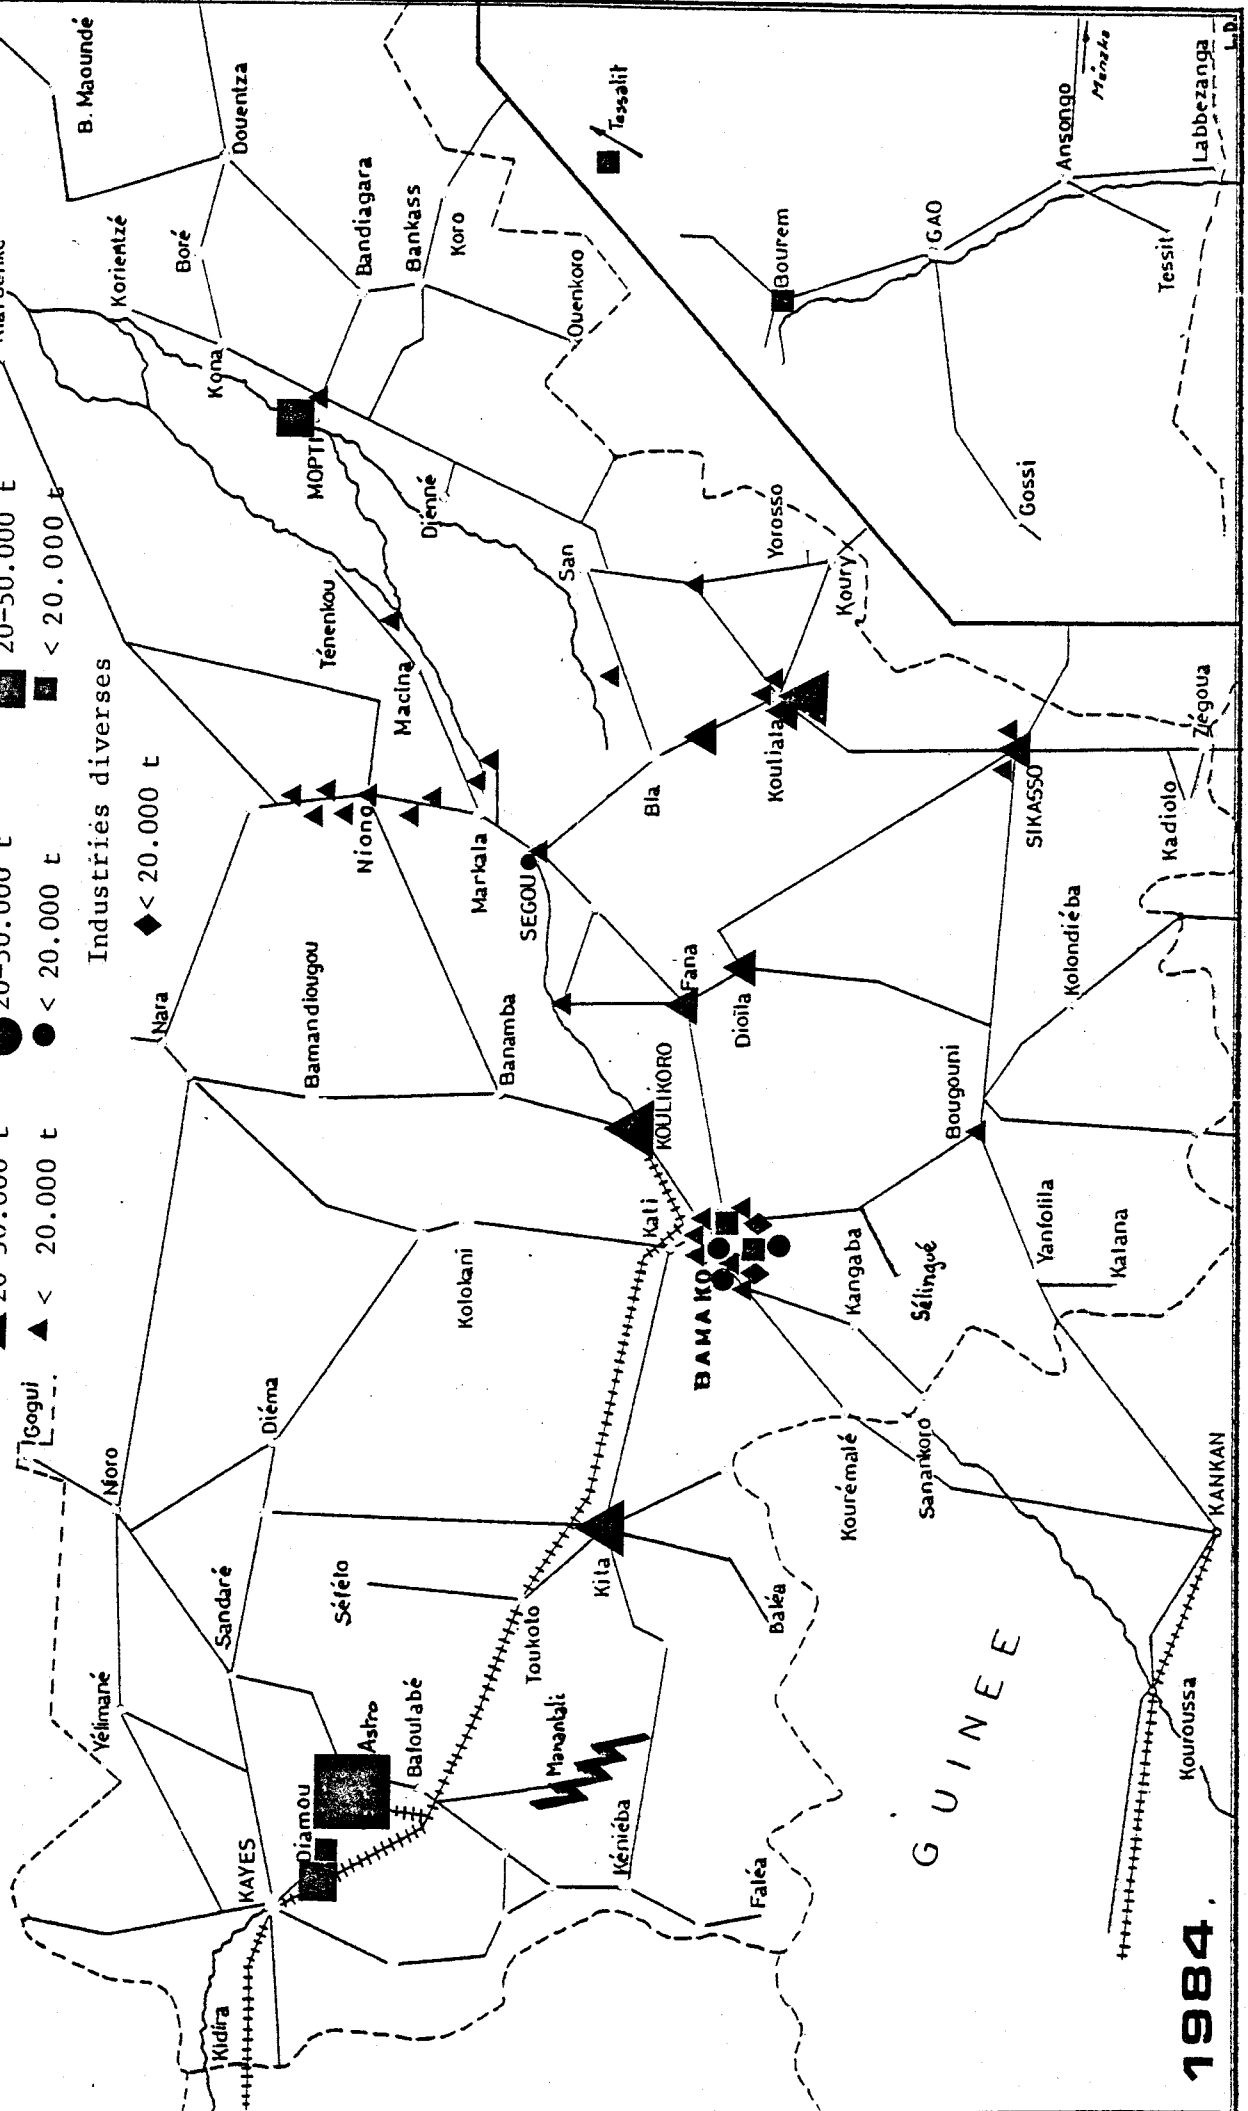 20-50.000 t
20-50.000 t
20-50.000 t
▲ < 20.000 t
● < 20.000 t
■ < 20.000 t
Industries diverses
◆ < 20.000 t
Gogui
B. Maoundé
Nioro
Yélimané
Nara
Korientzé
Boré
Kona
Douentza
Kidira
KAYES
Sandaré
Diéma
Diamou
Séfélo
Bamandiougou
MOPTI
Bandiagara
Ténenkou
Niono
Astro
Macina
Bafoulabé
Bankass
Djenné
Koro
Kolokani
Markala
Banamba
Toukoto
SEGOU
Manantali
San
Ouenkoro
Kita
Tessalit
Kéniéba
Kati
KOULIKORO
Bla
Fana
BAMAKO
Dioïla
Faléa
Baléa
Koutiala
Yorosso
Bourem
Kourémalé
Kangaba
Koury
GUINEE
Sanankoro
Sélingué
GAO
Bougouni
SIKASSO
Gossi
Yanfolila
Kolondiéba
Ansongo
Ménaka
Kalana
Kadiolo
Tessit
Kouroussa
KANKAN
Zégoua
Labbezanga
1984
L.D.